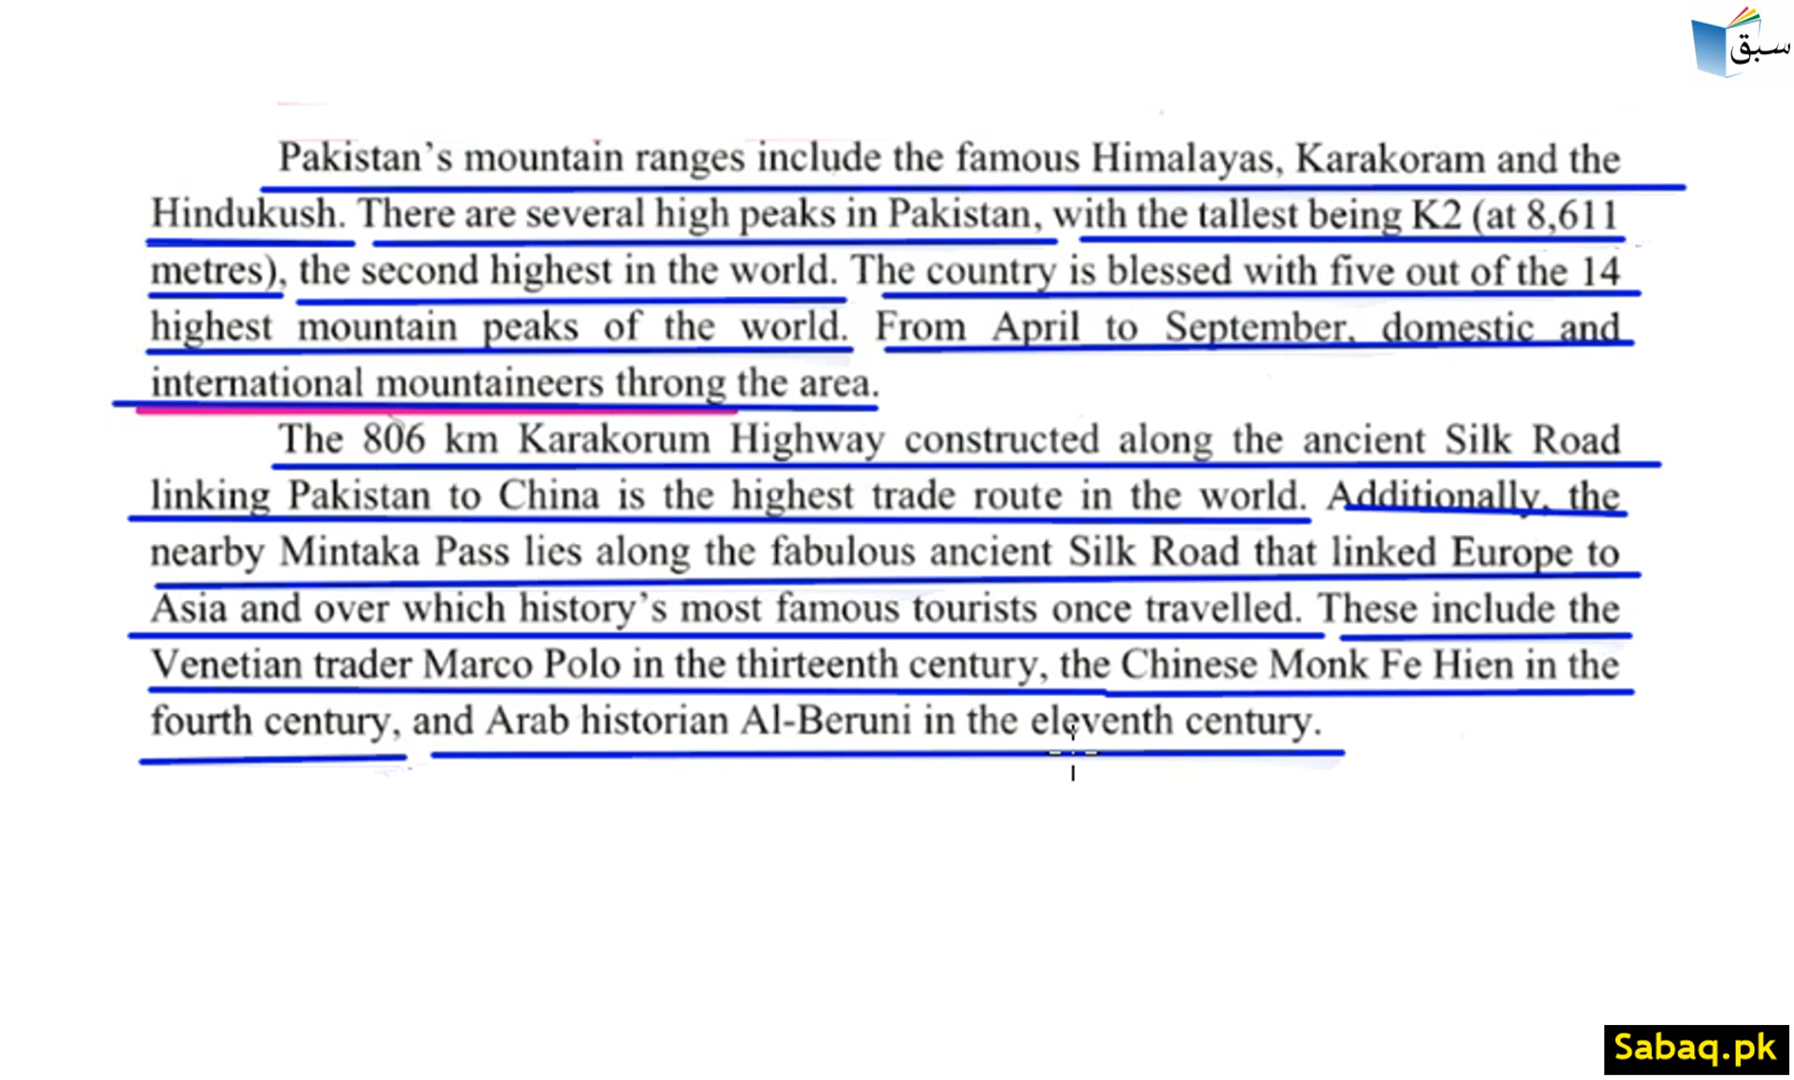 سبق
Pakistan’s mountain ranges include the famous Himalayas, Karakoram and the
Hindukush. There are several high peaks in Pakistan, with the tallest being K2 (at 8,611
metres), the second highest in the world. The country is blessed with five out of the 14
highest mountain peaks of the world. From April to September, domestic and
international mountaineers throng the area.
The 806 km Karakorum Highway constructed along the ancient Silk Road
linking Pakistan to China is the highest trade route in the world. Additionally, the
nearby Mintaka Pass lies along the fabulous ancient Silk Road that linked Europe to
Asia and over which history’s most famous tourists once travelled. These include the
Venetian trader Marco Polo in the thirteenth century, the Chinese Monk Fe Hien in the
fourth century, and Arab historian Al-Beruni in the eleventh century.
Sabaq.pk